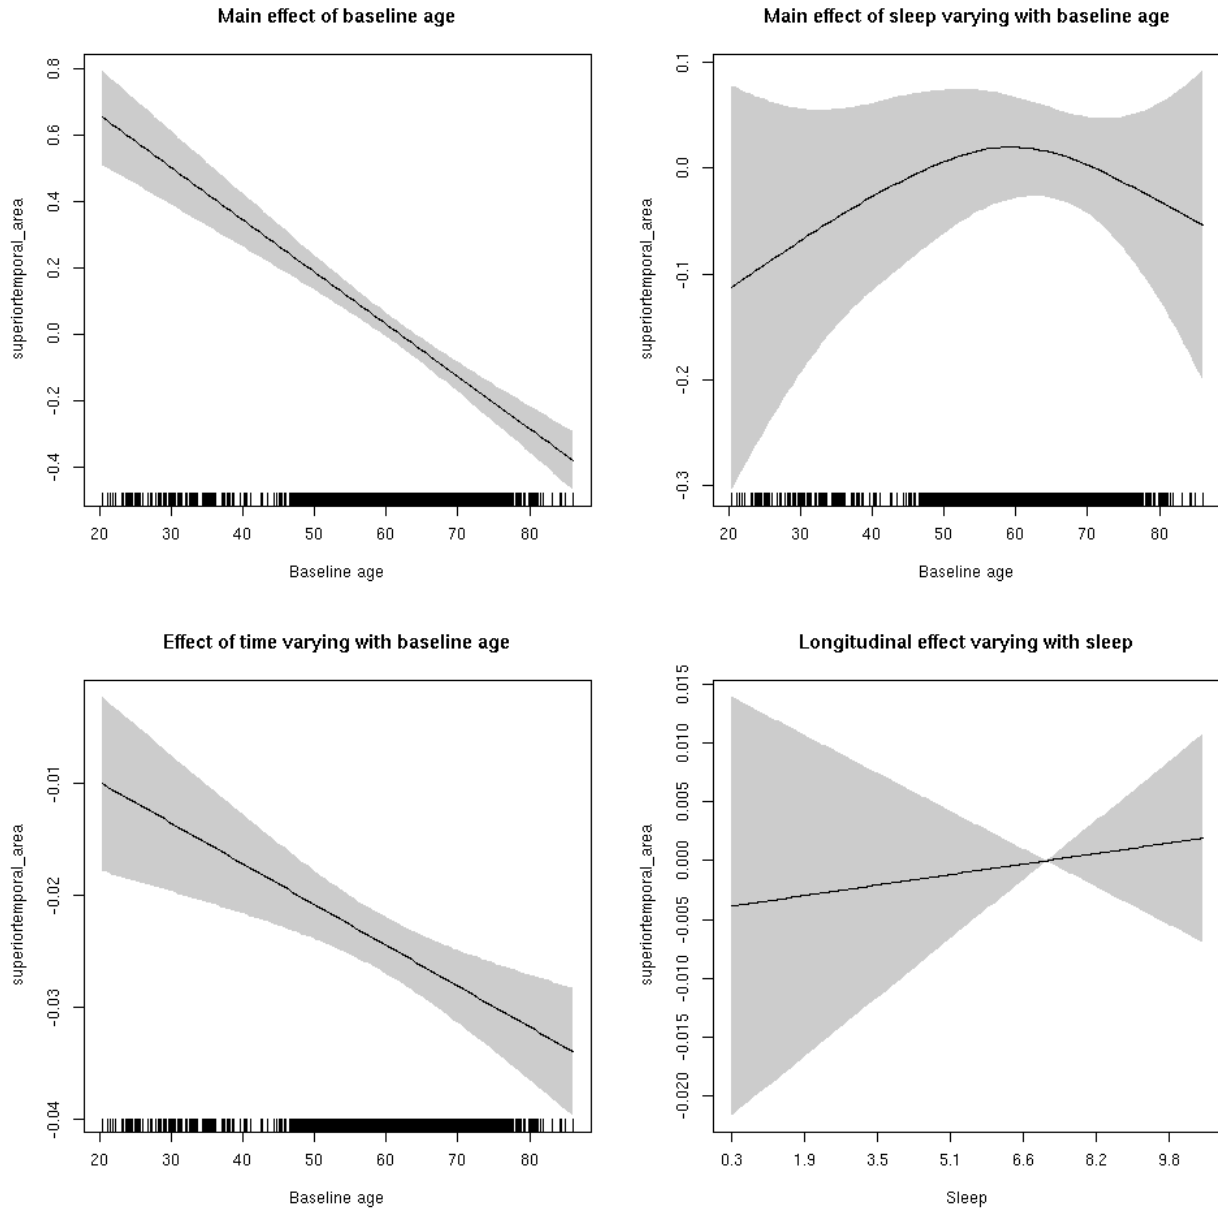 Main effect of baseline age
superiortemporal_area
0.8
0.6
0.4
0.2
0.0
-0.2
-0.4
20 30 40 50 60 70 80
Baseline age
Main effect of sleep varying with baseline age
superiortemporal_area
0.1
0.0
-0.1
-0.2
-0.3
20 30 40 50 60 70 80
Baseline age
Effect of time varying with baseline age
superiortemporal_area
-0.01
-0.02
-0.03
-0.04
20 30 40 50 60 70 80
Baseline age
Longitudinal effect varying with sleep
superiortemporal_area
0.015
0.010
0.005
0.000
-0.005
-0.010
-0.015
-0.020
0.3 1.9 3.5 5.1 6.6 8.2 9.8
Sleep